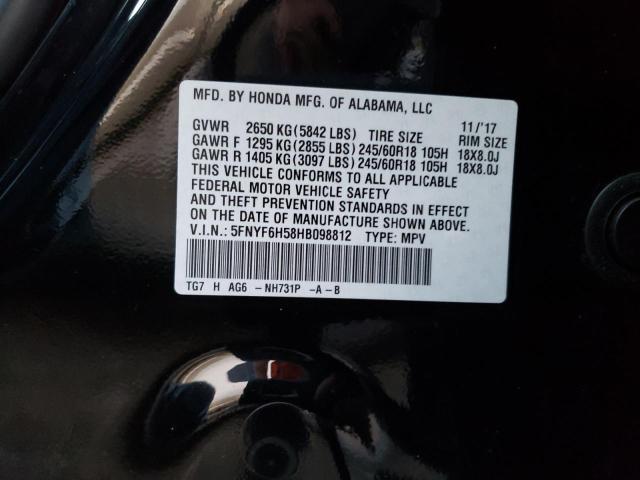 MFD. BY HONDA MFG. OF ALABAMA, LLC
11/'17
GVWR 2650 KG(5842 LBS) TIRE SIZE RIM SIZE
GAWR F 1295 KG(2855 LBS) 245/60R18 105H 18X8.0J
GAWR R 1405 KG(3097 LBS) 245/60R18 105H 18X8.0J
THIS VEHICLE CONFORMS TO ALL APPLICABLE
FEDERAL MOTOR VEHICLE SAFETY
AND THEFT PREVENTION STANDARDS IN EFFECT
ON THE DATE OF MANUFACTURE SHOWN ABOVE.
V.I.N.: 5FNYF6H58HB098812 TYPE: MPV
TG7 H AG6 -NH731P -A-B